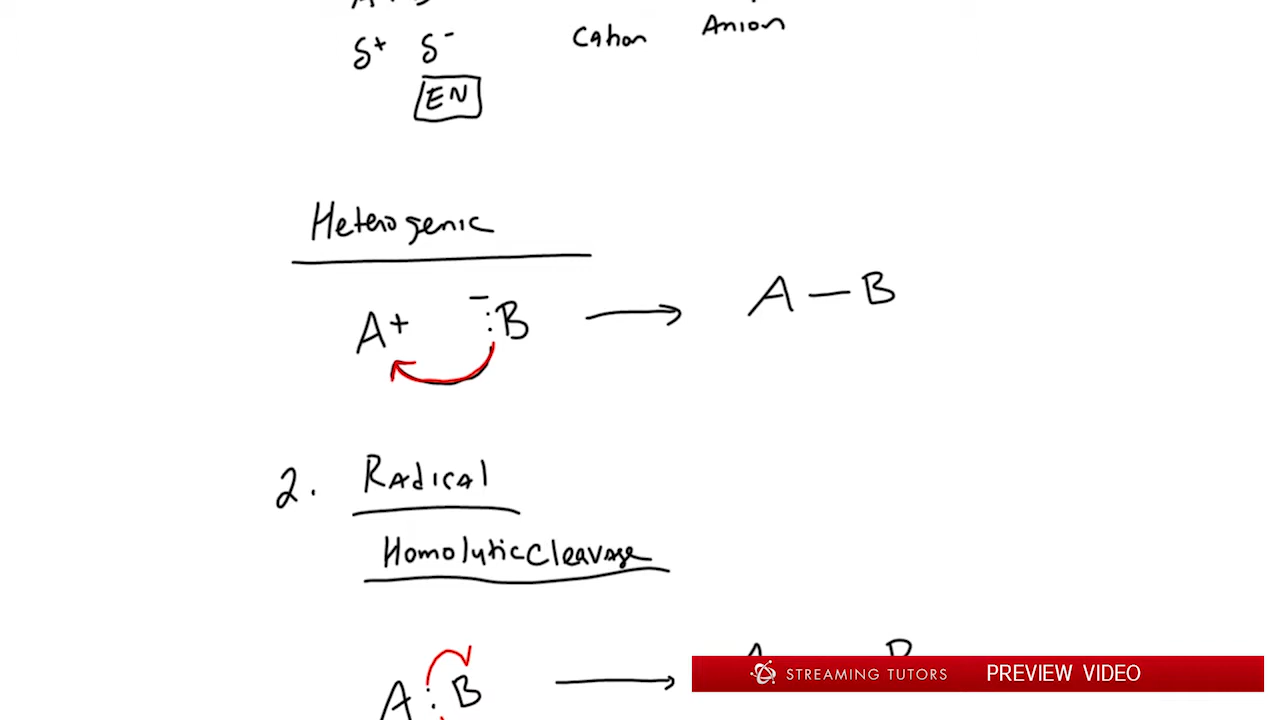 δ+ δ-
Cation Anion
EN
Heterogenic
A+ -:B → A — B
2. Radical
Homolytic Cleavage
A : B →
STREAMING TUTORS PREVIEW VIDEO